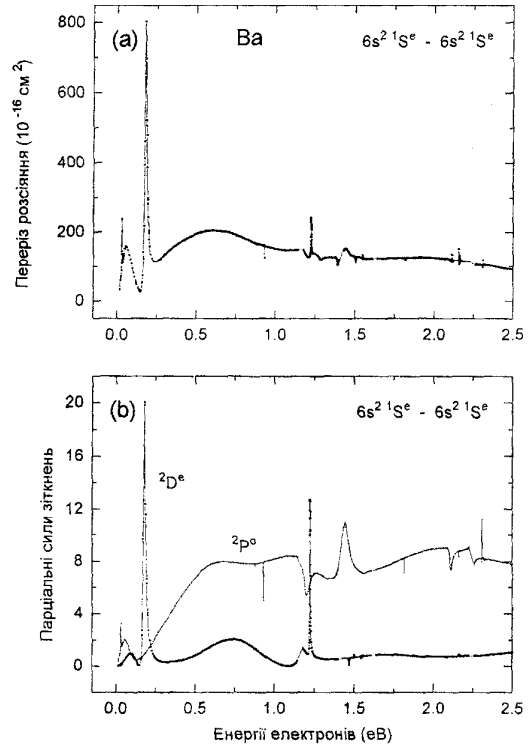 (a) Ba 6s² ¹Sᵉ - 6s² ¹Sᵉ
Переріз розсіяння (10 ⁻¹⁶ см ²)
800
600
400
200
0
0.0 0.5 1.0 1.5 2.0 2.5
(b) 6s² ¹Sᵉ - 6s² ¹Sᵉ
Парціальні сили зіткнень
20
16
12
8
4
0
²Dᵉ
²Pᵒ
0.0 0.5 1.0 1.5 2.0 2.5
Енергії електронів (еВ)